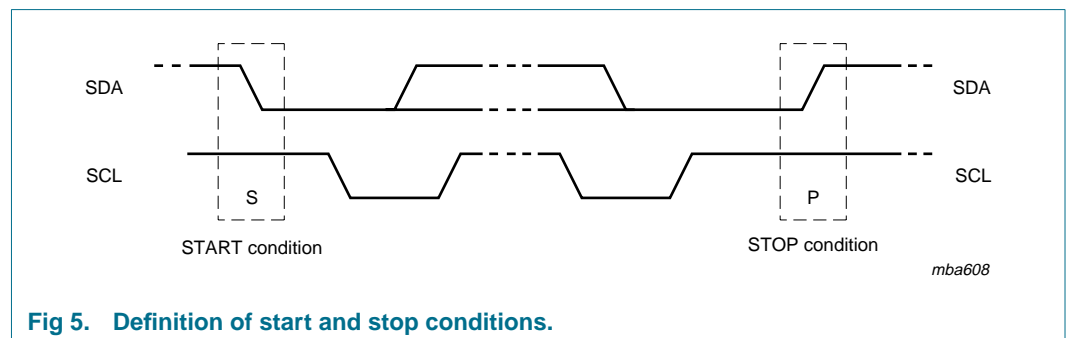 SDA
SDA
SCL
SCL
S
P
START condition
STOP condition
mba608
Fig 5. Definition of start and stop conditions.